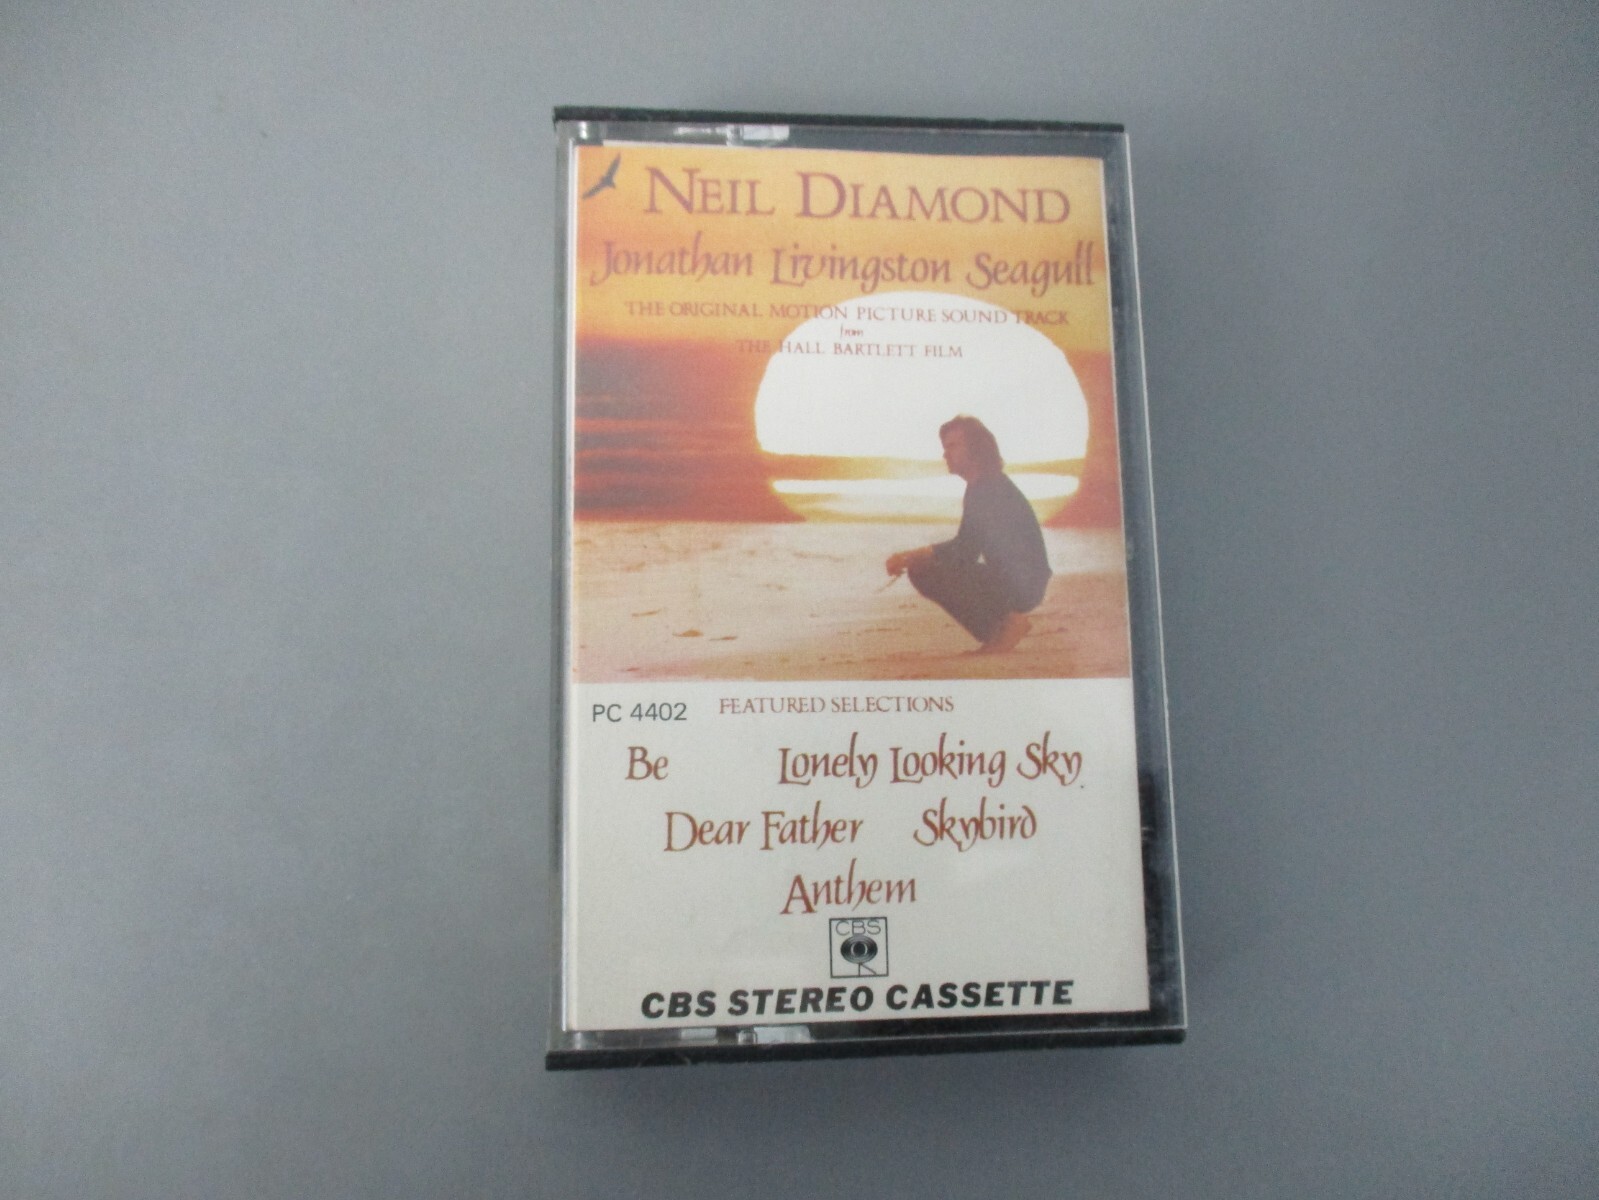 NEIL DIAMOND
Jonathan Livingston Seagull
THE ORIGINAL MOTION PICTURE SOUND TRACK
from
THE HALL BARTLETT FILM
PC 4402 FEATURED SELECTIONS
Be Lonely Looking Sky
Dear Father Skybird
Anthem
CBS
CBS STEREO CASSETTE